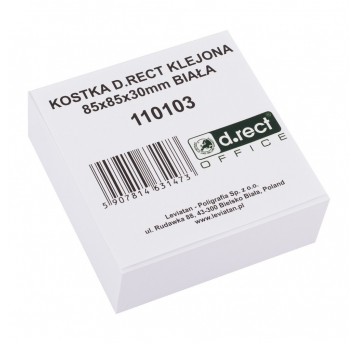 KOSTKA D.RECT KLEJONA
85x85x30mm BIAŁA
110103
d.rect
OFFICE
5 907814 631473
Leviatan - Poligrafia Sp. z o.o.
ul. Rudawka 88, 43-300 Bielsko Biała, Poland
www.leviatan.pl